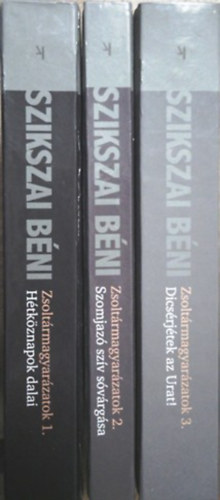 SZIKSZAI BÉNI
Zsoltármagyarázatok 1.
Hétköznapok dalai
SZIKSZAI BÉNI
Zsoltármagyarázatok 2.
Szomjazó szív sóvárgása
SZIKSZAI BÉNI
Zsoltármagyarázatok 3.
Dicsérjétek az Urat!